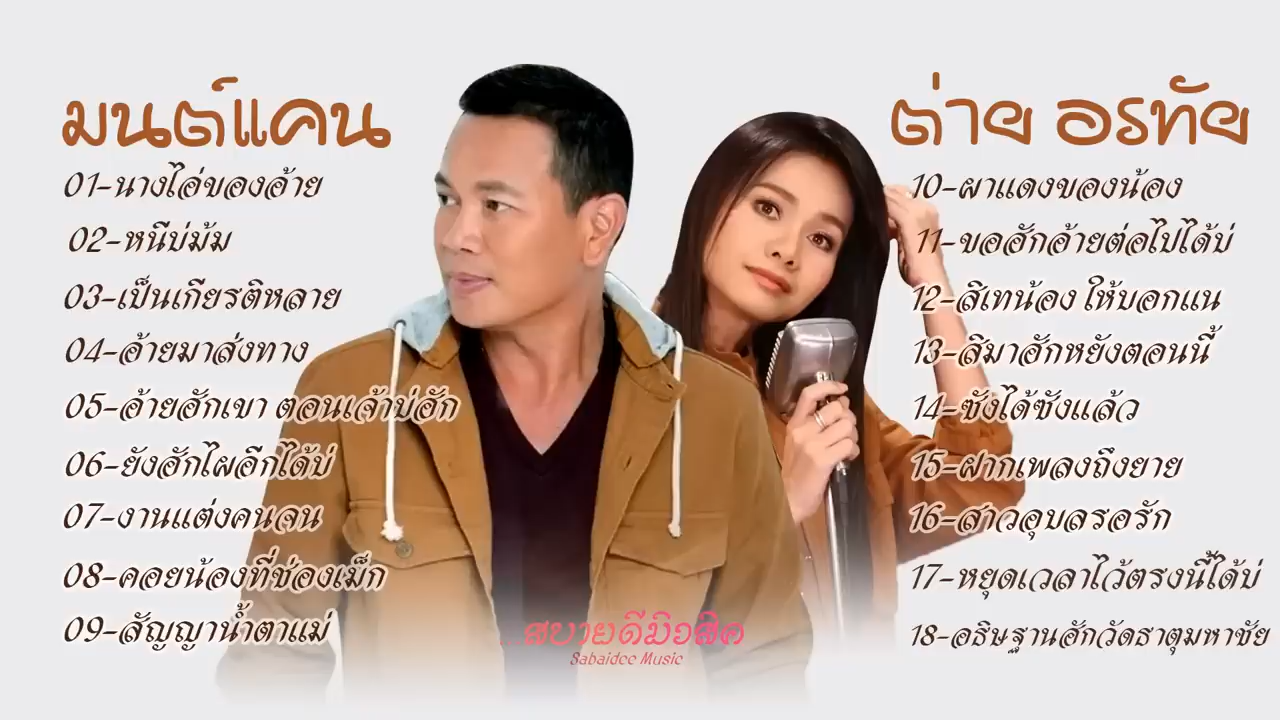 มนต์แคน
01-นางไอ่ของอ้าย
02-หนีบ่ม้ม
03-เป็นเกียรติหลาย
04-อ้ายมาส่งทาง
05-อ้ายฮักเขา ตอนเจ้าบ่ฮัก
06-ยังฮักไผอีกได้บ่
07-งานแต่งคนจน
08-คอยน้องที่ช่องเม็ก
09-สัญญาน้ำตาแม่
ต่าย อรทัย
10-ผาแดงของน้อง
11-ขอฮักอ้ายต่อไปได้บ่
12-สิเทน้อง ให้บอกแน
13-สิมาฮักหยังตอนนี้
14-ซังได้ซังแล้ว
15-ฝากเพลงถึงยาย
16-สาวอุบลรอรัก
17-หยุดเวลาไว้ตรงนี้ได้บ่
18-อธิษฐานฮักวัดธาตุมหาชัย
...สบายดีมิวสิค
Sabaidee Music